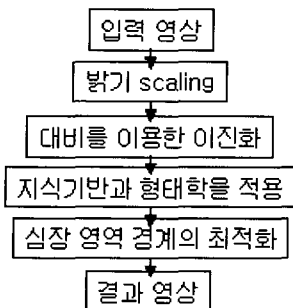 입력 영상
밝기 scaling
대비를 이용한 이진화
지식기반과 형태학을 적용
심장 영역 경계의 최적화
결과 영상